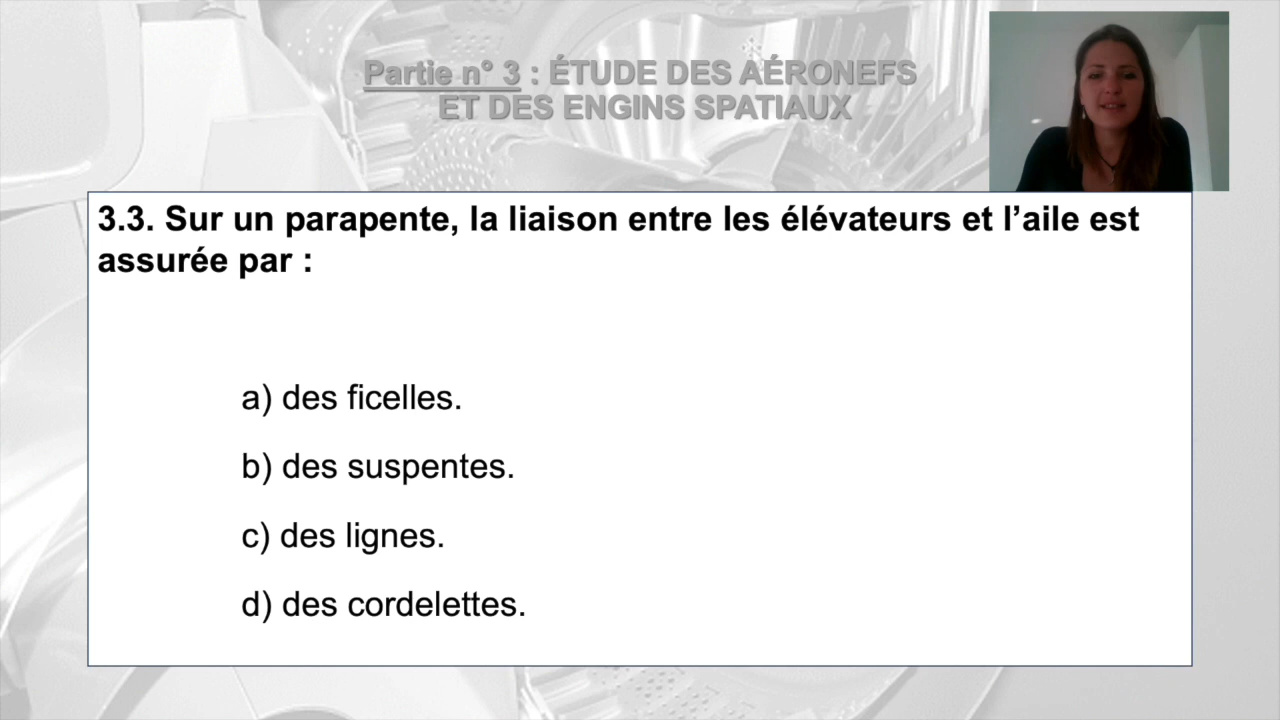 Partie n° 3 : ÉTUDE DES AÉRONEFS
ET DES ENGINS SPATIAUX
3.3. Sur un parapente, la liaison entre les élévateurs et l’aile est
assurée par :
a) des ficelles.
b) des suspentes.
c) des lignes.
d) des cordelettes.